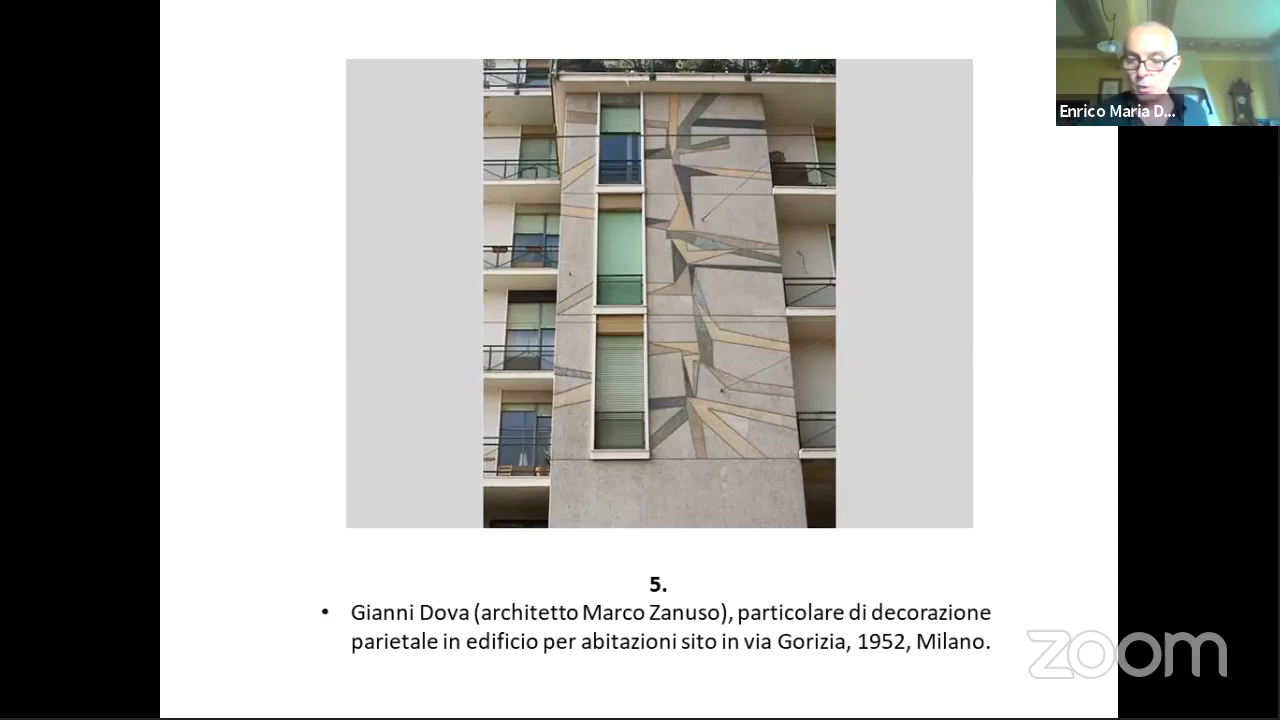 Enrico Maria D...
5.
• Gianni Dova (architetto Marco Zanuso), particolare di decorazione
parietale in edificio per abitazioni sito in via Gorizia, 1952, Milano.
zoom